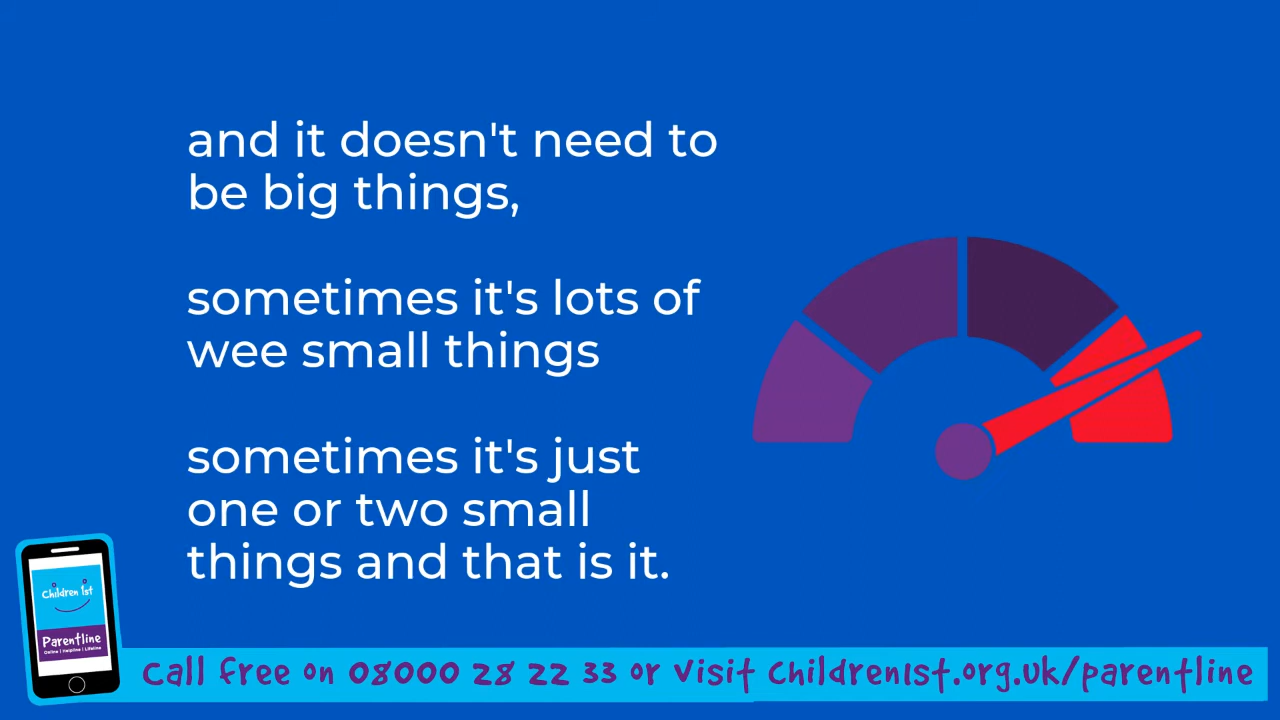 and it doesn't need to
be big things,
sometimes it's lots of
wee small things
sometimes it's just
one or two small
things and that is it.
Children 1st
Parentline
Online | Helpline | Lifeline
Call free on 08000 28 22 33 or visit Children1st.org.uk/parentline